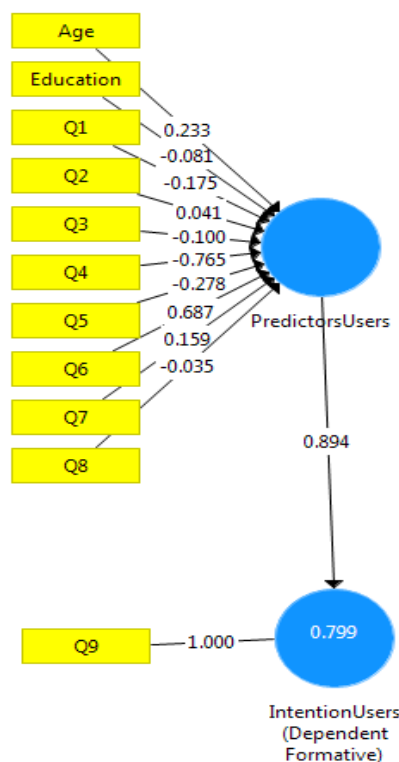 Age
Education
Q1
Q2
Q3
Q4
Q5
Q6
Q7
Q8
0.233
-0.081
-0.175
0.041
-0.100
-0.765
-0.278
0.687
0.159
-0.035
PredictorsUsers
0.894
Q9
1.000
0.799
IntentionUsers
(Dependent
Formative)